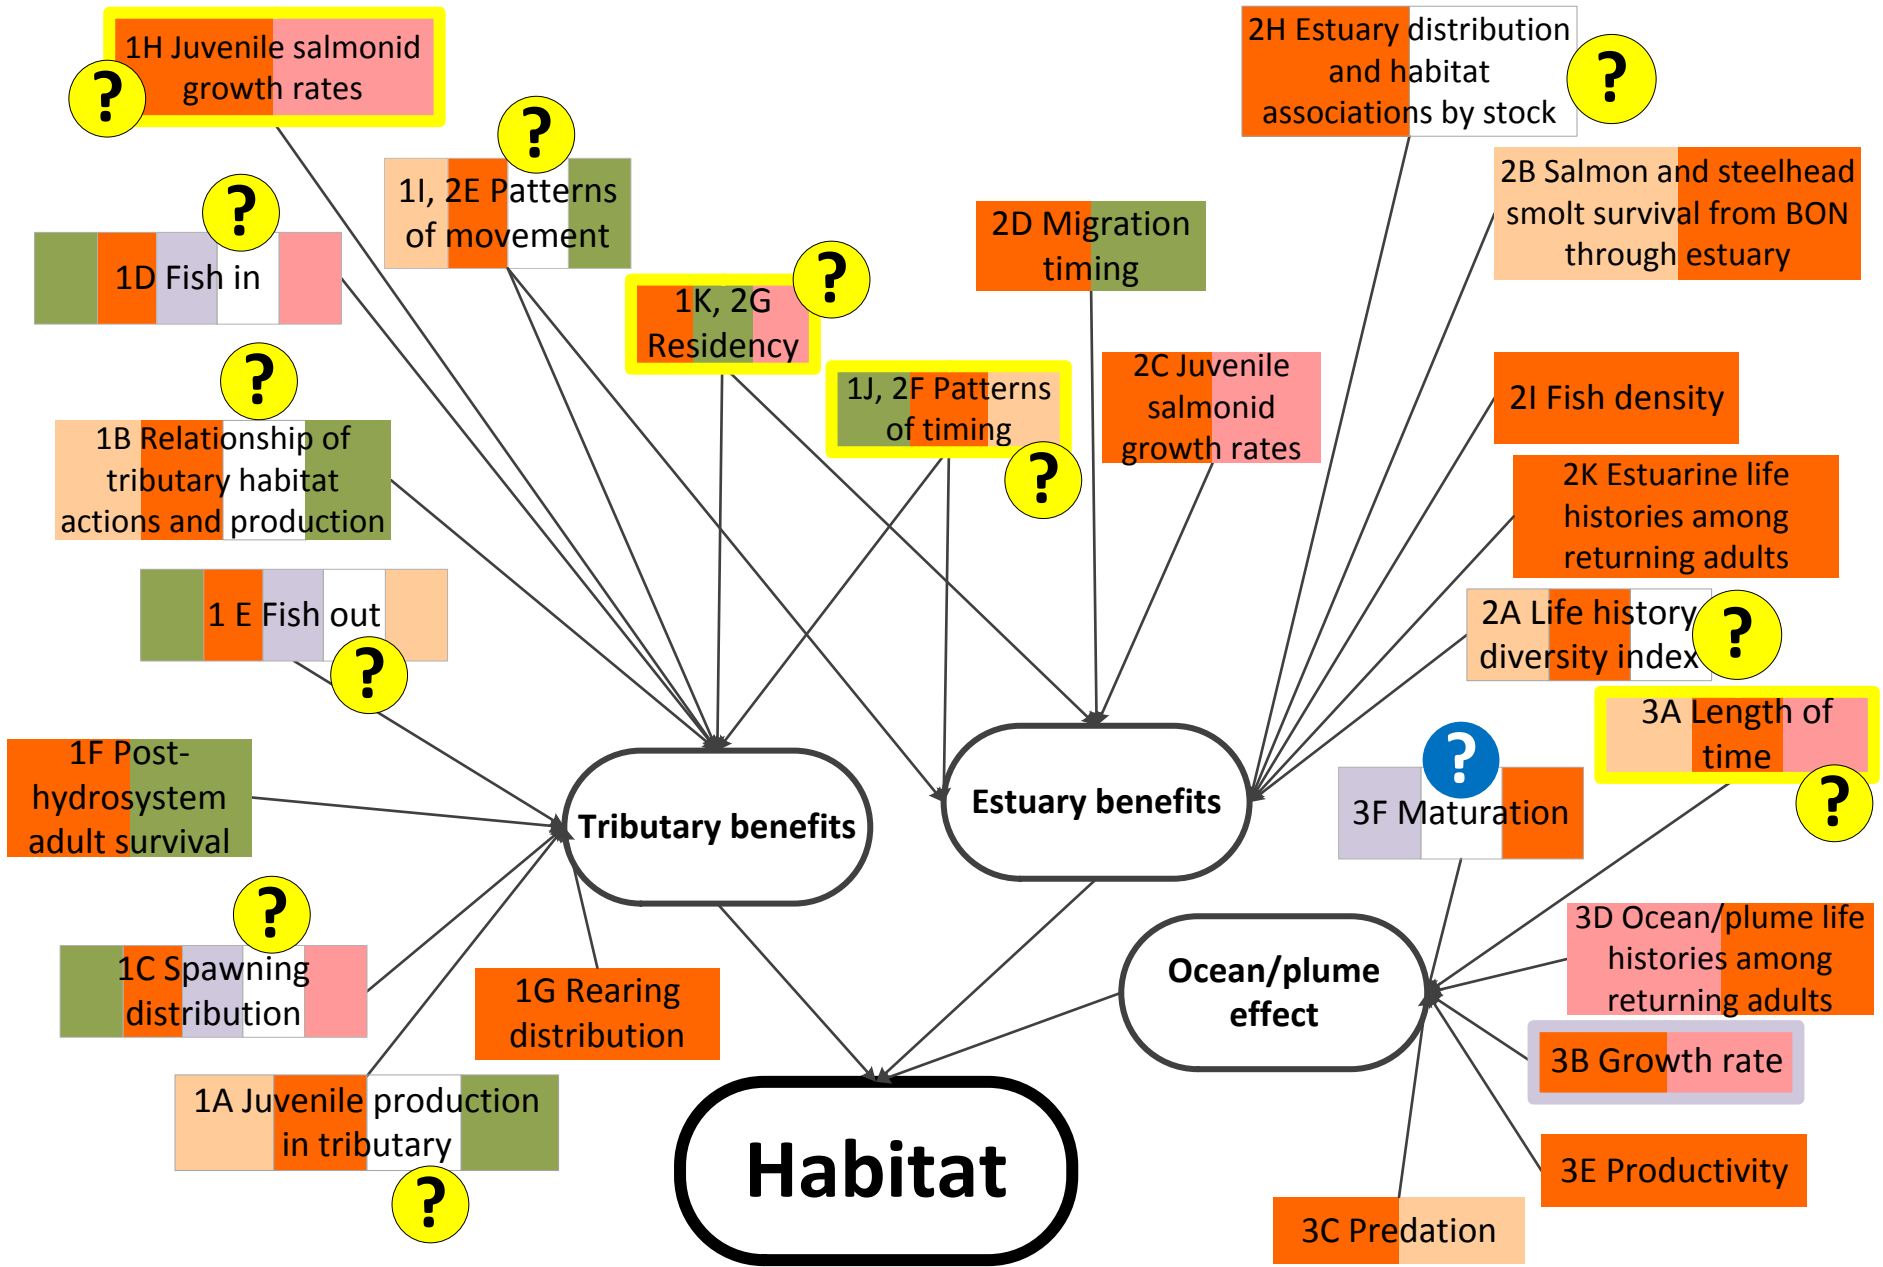 1H Juvenile salmonid
growth rates
?
2H Estuary distribution
and habitat
associations by stock
?
?
1I, 2E Patterns
of movement
2B Salmon and steelhead
smolt survival from BON
through estuary
?
1D Fish in
2D Migration
timing
?
1K, 2G
Residency
?
1B Relationship of
tributary habitat
actions and production
1J, 2F Patterns
of timing
?
2C Juvenile
salmonid
growth rates
2I Fish density
2K Estuarine life
histories among
returning adults
1 E Fish out
?
2A Life history
diversity index
?
3A Length of
time
?
1F Post-
hydrosystem
adult survival
Tributary benefits
Estuary benefits
?
3F Maturation
?
1C Spawning
distribution
1G Rearing
distribution
Ocean/plume
effect
3D Ocean/plume life
histories among
returning adults
3B Growth rate
1A Juvenile production
in tributary
?
Habitat
3E Productivity
3C Predation